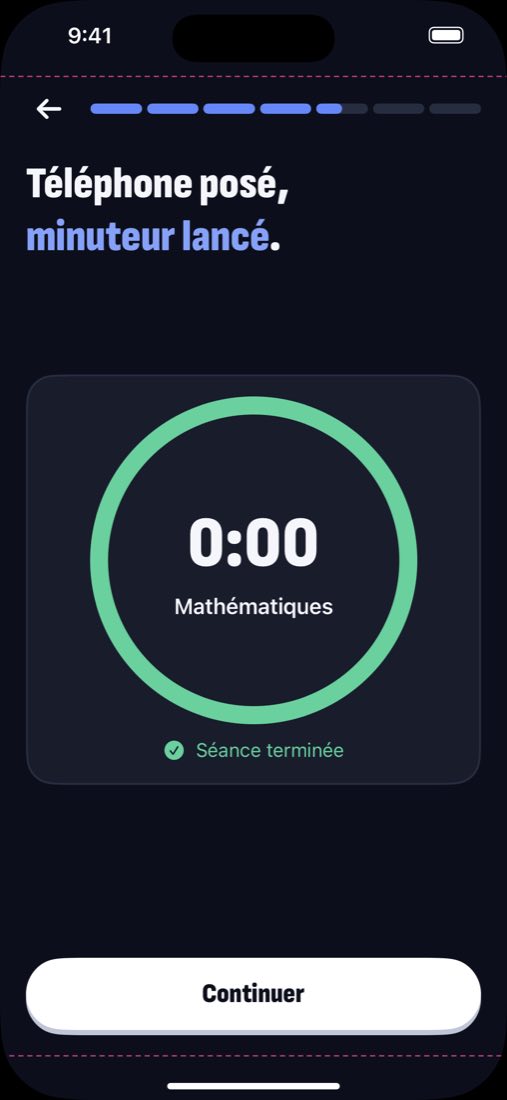 9:41
Téléphone posé,
minuteur lancé.
0:00
Mathématiques
Séance terminée
Continuer